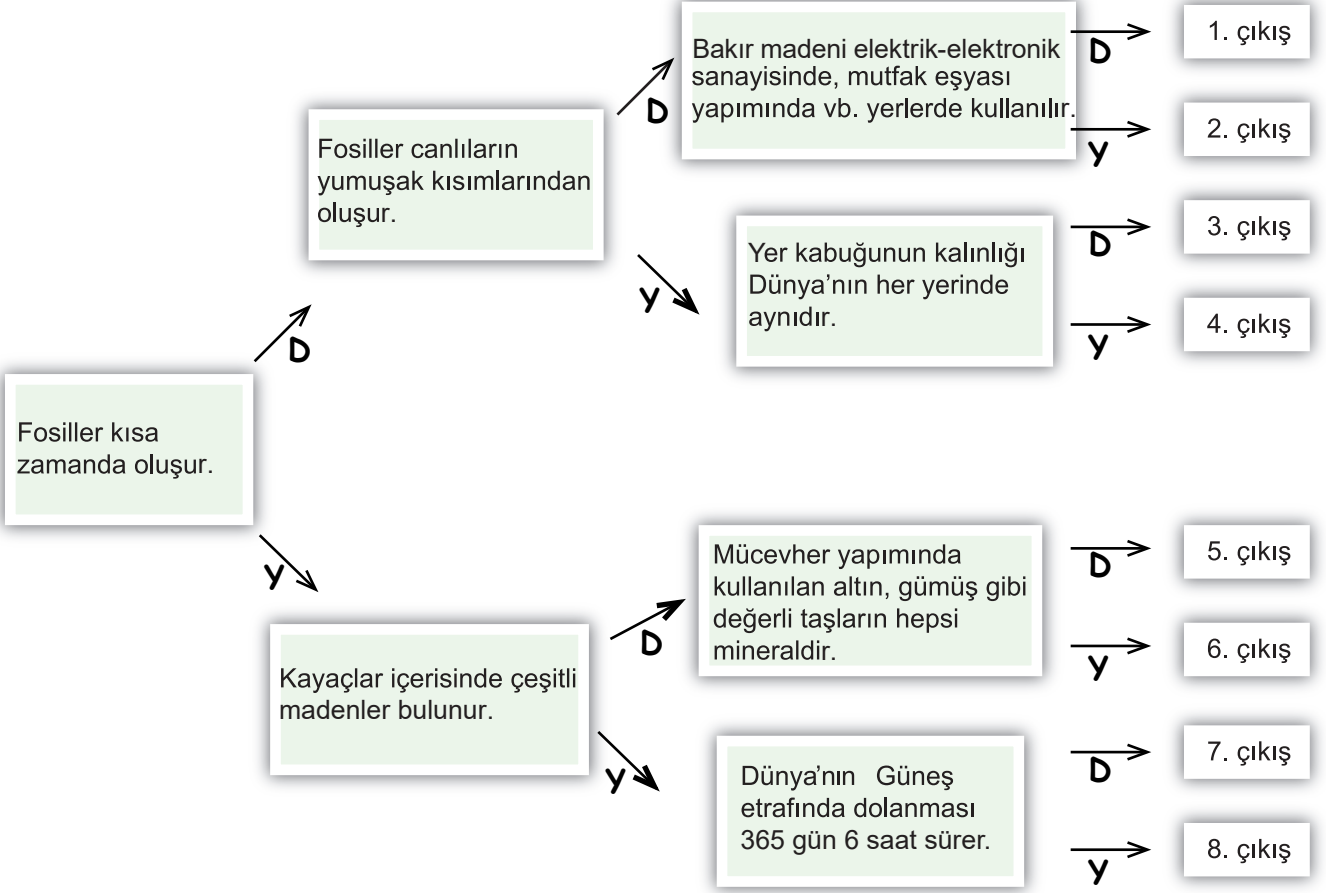 Fosiller kısa
zamanda oluşur.
D
Y
Fosiller canlıların
yumuşak kısımlarından
oluşur.
D
Y
Bakır madeni elektrik-elektronik
sanayisinde, mutfak eşyası
yapımında vb. yerlerde kullanılır.
D
1. çıkış
Y
2. çıkış
Yer kabuğunun kalınlığı
Dünya’nın her yerinde
aynıdır.
D
3. çıkış
Y
4. çıkış
Kayaçlar içerisinde çeşitli
madenler bulunur.
D
Y
Mücevher yapımında
kullanılan altın, gümüş gibi
değerli taşların hepsi
mineraldir.
D
5. çıkış
Y
6. çıkış
Dünya’nın Güneş
etrafında dolanması
365 gün 6 saat sürer.
D
7. çıkış
Y
8. çıkış